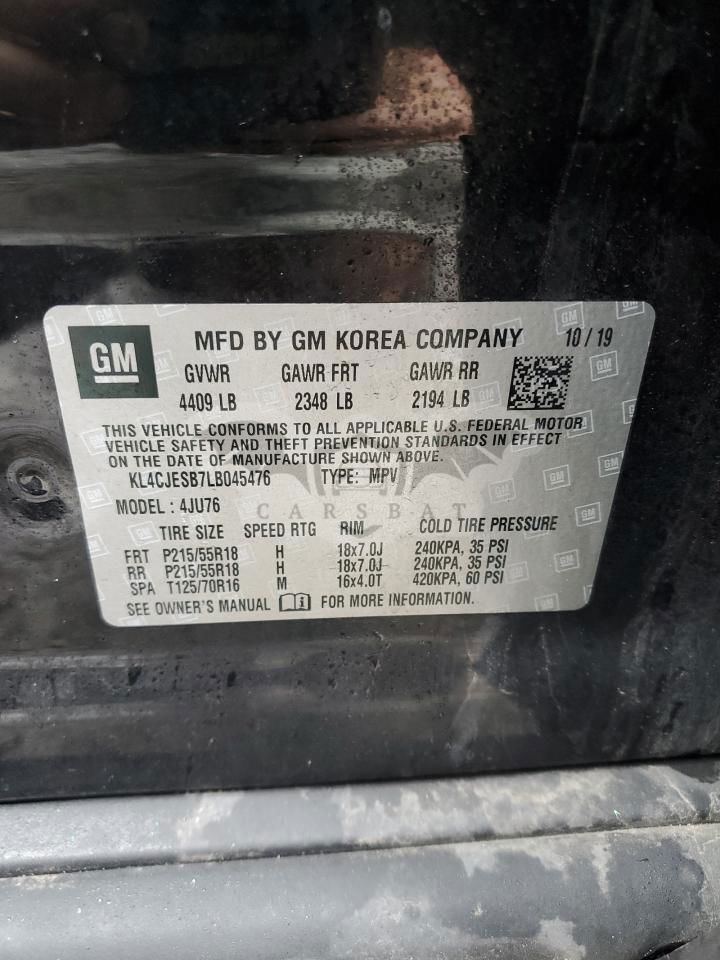 GM
MFD BY GM KOREA COMPANY 10 / 19
GVWR GAWR FRT GAWR RR
4409 LB 2348 LB 2194 LB
THIS VEHICLE CONFORMS TO ALL APPLICABLE U.S. FEDERAL MOTOR
VEHICLE SAFETY AND THEFT PREVENTION STANDARDS IN EFFECT
ON THE DATE OF MANUFACTURE SHOWN ABOVE.
KL4CJESB7LB045476 TYPE: MPV
CARSBAT
MODEL : 4JU76
TIRE SIZE SPEED RTG RIM COLD TIRE PRESSURE
FRT P215/55R18 H 18x7.0J 240KPA, 35 PSI
RR P215/55R18 H 18x7.0J 240KPA, 35 PSI
SPA T125/70R16 M 16x4.0T 420KPA, 60 PSI
SEE OWNER'S MANUAL FOR MORE INFORMATION.